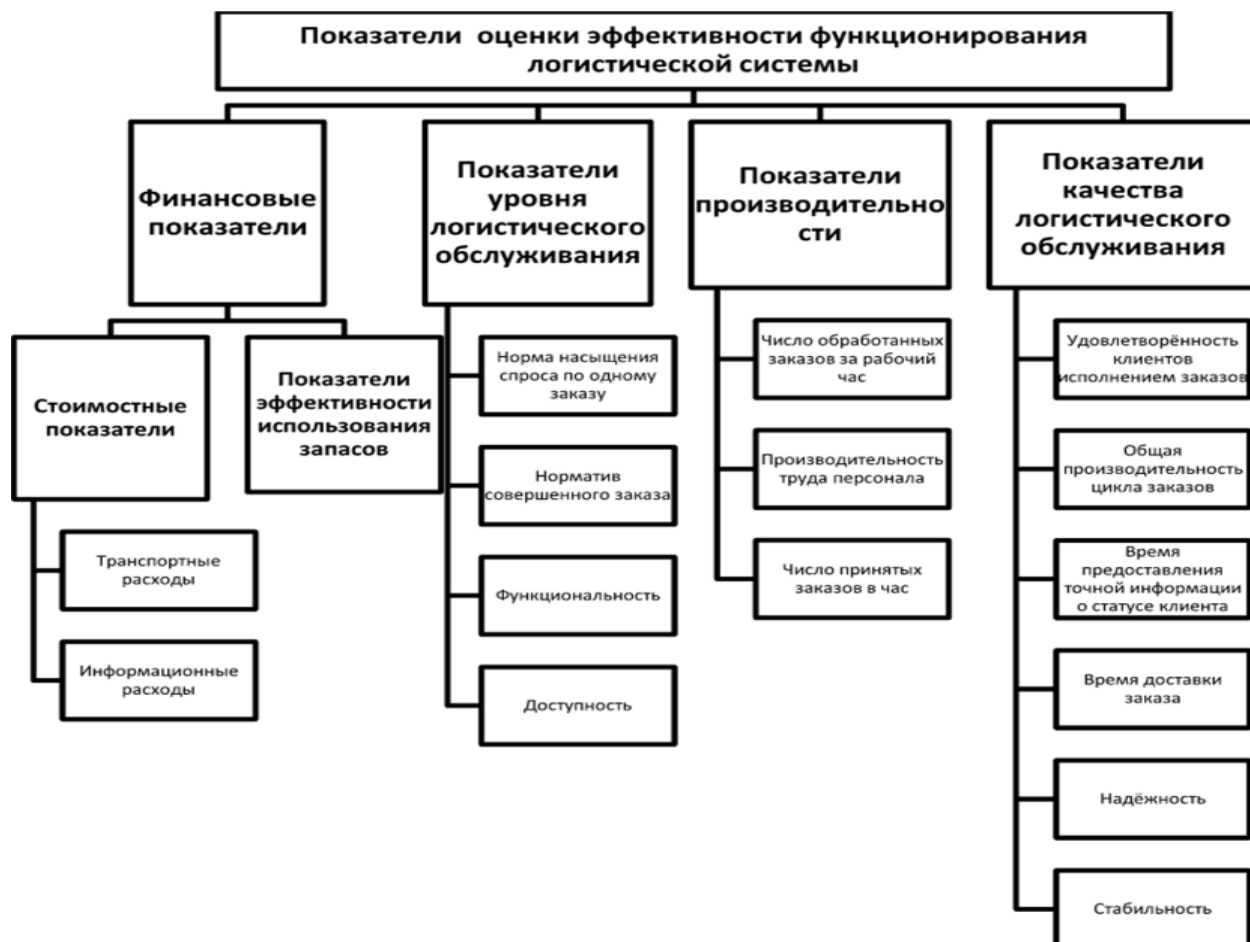 Показатели оценки эффективности функционирования
логистической системы
Финансовые
показатели
Стоимостные
показатели
Транспортные
расходы
Информационные
расходы
Показатели
эффективности
использования
запасов
Показатели
уровня
логистического
обслуживания
Норма насыщения
спроса по одному
заказу
Норматив
совершенного заказа
Функциональность
Доступность
Показатели
производительно
сти
Число обработанных
заказов за рабочий
час
Производительность
труда персонала
Число принятых
заказов в час
Показатели
качества
логистического
обслуживания
Удовлетворённость
клиентов
исполнением заказов
Общая
производительность
цикла заказов
Время
предоставления
точной информации
о статусе клиента
Время доставки
заказа
Надёжность
Стабильность